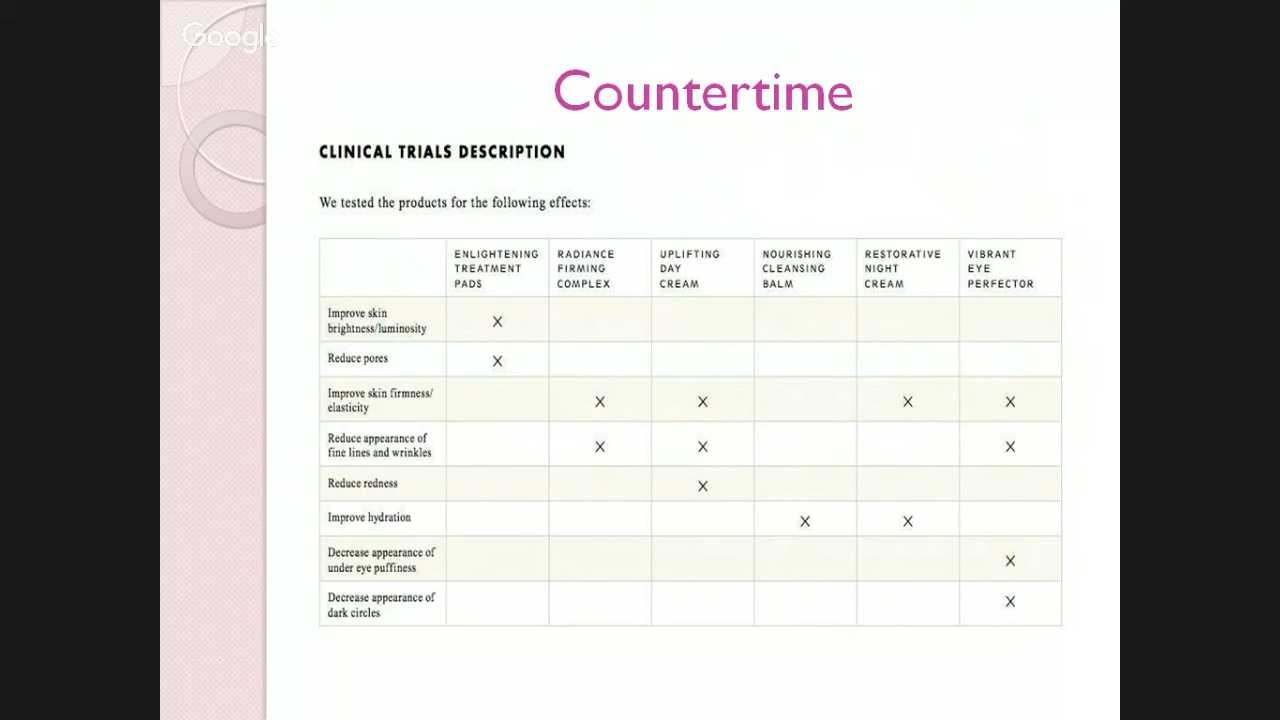 Google
Countertime
CLINICAL TRIALS DESCRIPTION
We tested the products for the following effects:
ENLIGHTENING
TREATMENT
PADS
RADIANCE
FIRMING
COMPLEX
UPLIFTING
DAY
CREAM
NOURISHING
CLEANSING
BALM
RESTORATIVE
NIGHT
CREAM
VIBRANT
EYE
PERFECTOR
Improve skin
brightness/luminosity
X
Reduce pores
X
Improve skin firmness/
elasticity
X X X X
Reduce appearance of
fine lines and wrinkles
X X X
Reduce redness
X
Improve hydration
X X
Decrease appearance of
under eye puffiness
X
Decrease appearance of
dark circles
X